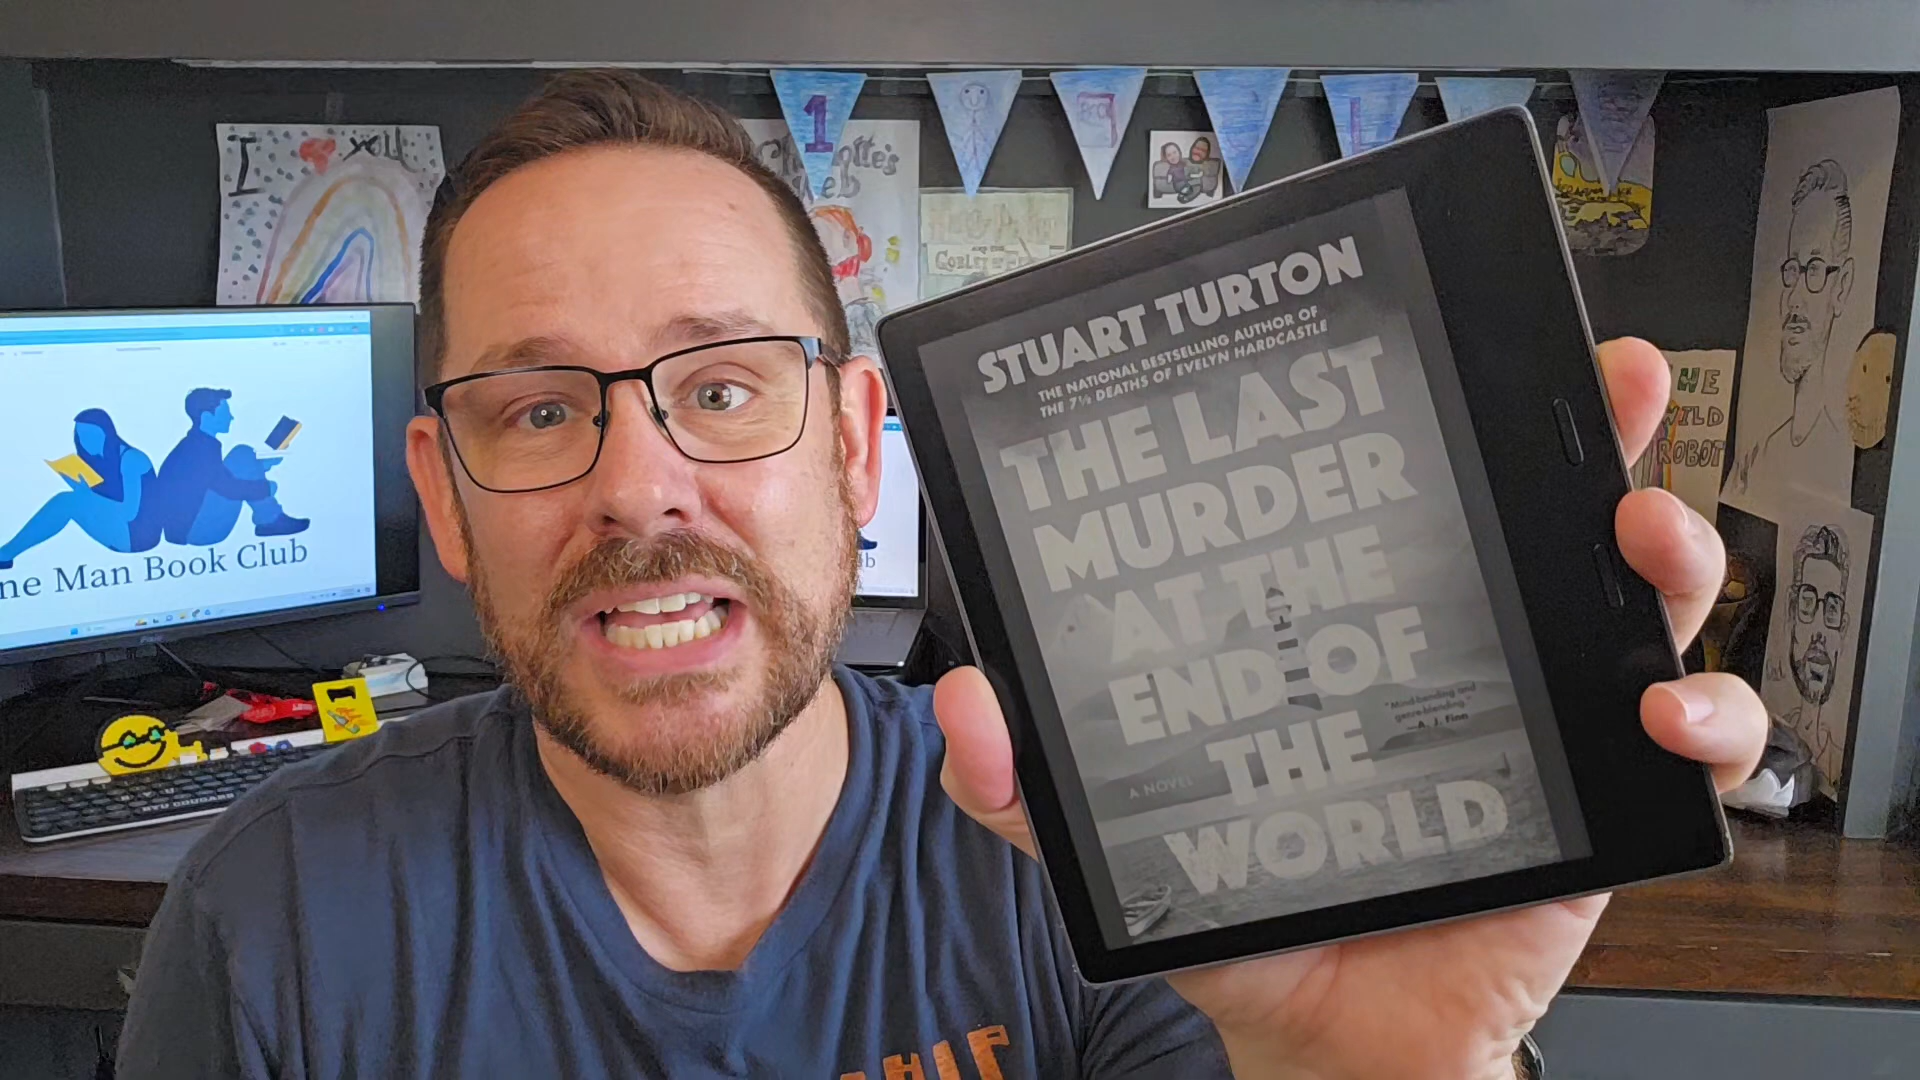 I you
1
BOOK
L
Charlotte's
Web
Harry Potter
AND THE
GOBLET OF
STUART TURTON
THE NATIONAL BESTSELLING AUTHOR OF
THE 7½ DEATHS OF EVELYN HARDCASTLE
THE LAST
MURDER
AT THE
END OF
THE
WORLD
"Mind-bending and
genre-blending."
—A. J. Finn
A NOVEL
THE
WILD
ROBOT
ne Man Book Club